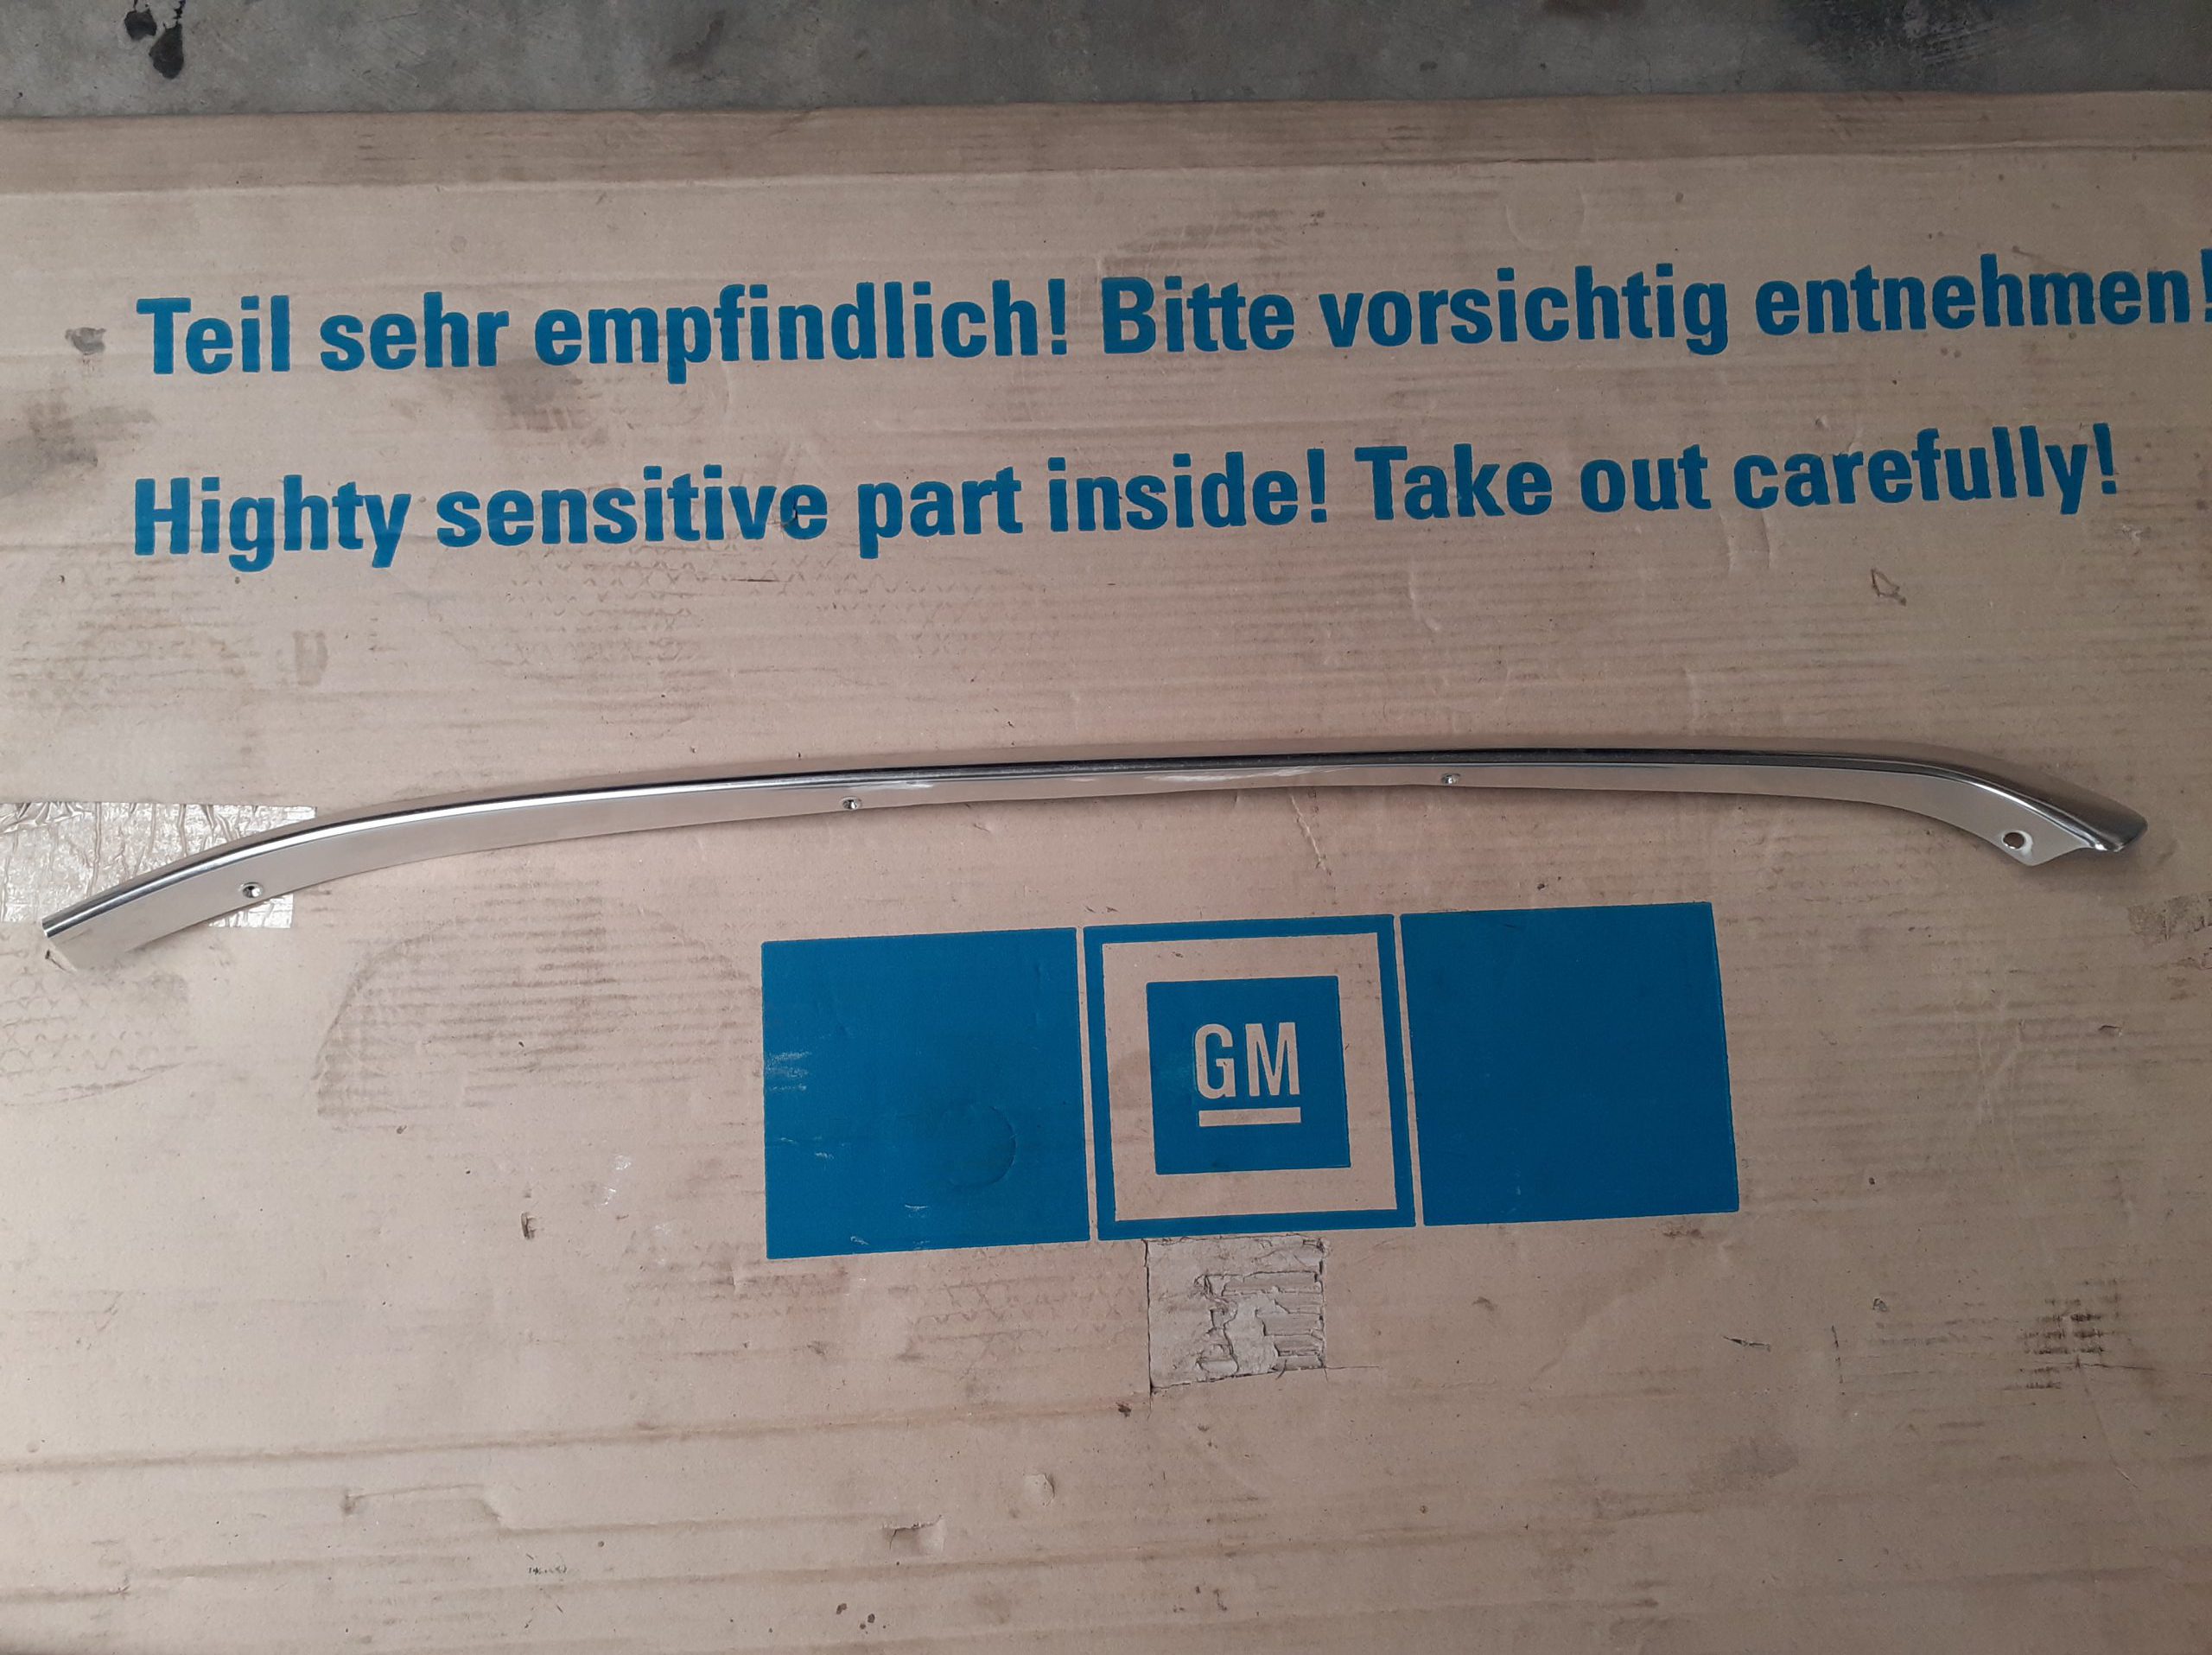 Teil sehr empfindlich! Bitte vorsichtig entnehmen!
Highty sensitive part inside! Take out carefully!
GM